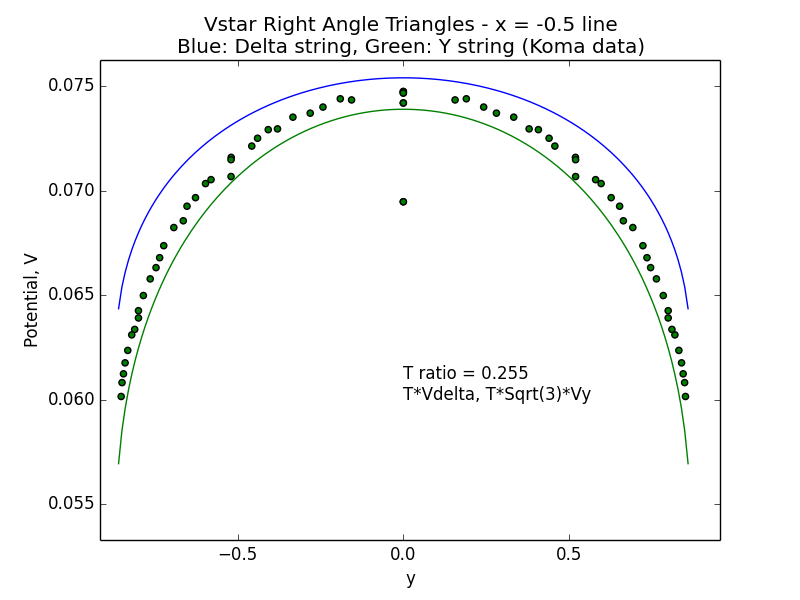 Vstar Right Angle Triangles - x = -0.5 line
Blue: Delta string, Green: Y string (Koma data)
0.075
0.070
0.065
0.060
0.055
Potential, V
T ratio = 0.255
T*Vdelta, T*Sqrt(3)*Vy
−0.5
0.0
0.5
y